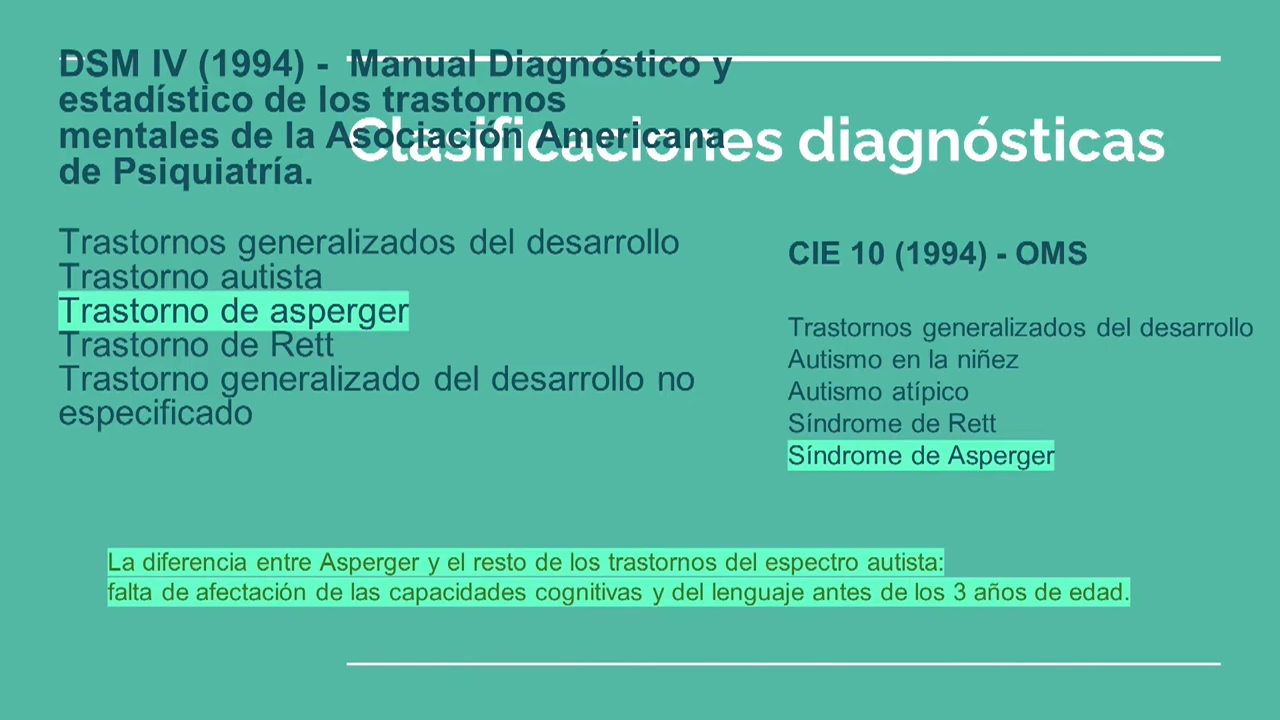 DSM IV (1994) - Manual Diagnóstico y
estadístico de los trastornos
mentales de la Asociación Americana
de Psiquiatría.
Clasificaciones diagnósticas
Trastornos generalizados del desarrollo
Trastorno autista
Trastorno de asperger
Trastorno de Rett
Trastorno generalizado del desarrollo no
especificado
CIE 10 (1994) - OMS
Trastornos generalizados del desarrollo
Autismo en la niñez
Autismo atípico
Síndrome de Rett
Síndrome de Asperger
La diferencia entre Asperger y el resto de los trastornos del espectro autista:
falta de afectación de las capacidades cognitivas y del lenguaje antes de los 3 años de edad.